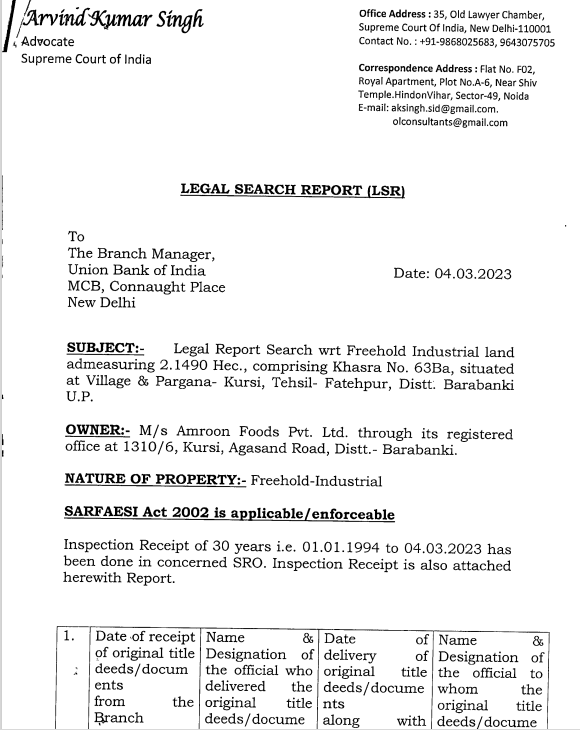 Arvind Kumar Singh
Advocate
Supreme Court of India
Office Address : 35, Old Lawyer Chamber,
Supreme Court Of India, New Delhi-110001
Contact No. : +91-9868025683, 9643075705
Correspondence Address : Flat No. F02,
Royal Apartment, Plot No.A-6, Near Shiv
Temple.HindonVihar, Sector-49, Noida
E-mail: aksingh.sid@gmail.com.
olconsultants@gmail.com
LEGAL SEARCH REPORT (LSR)
To
The Branch Manager,
Union Bank of India
MCB, Connaught Place
New Delhi
Date: 04.03.2023
SUBJECT:- Legal Report Search wrt Freehold Industrial land
admeasuring 2.1490 Hec., comprising Khasra No. 63Ba, situated
at Village & Pargana- Kursi, Tehsil- Fatehpur, Distt. Barabanki
U.P.
OWNER:- M/s Amroon Foods Pvt. Ltd. through its registered
office at 1310/6, Kursi, Agasand Road, Distt.- Barabanki.
NATURE OF PROPERTY:- Freehold-Industrial
SARFAESI Act 2002 is applicable/enforceable
Inspection Receipt of 30 years i.e. 01.01.1994 to 04.03.2023 has
been done in concerned SRO. Inspection Receipt is also attached
herewith Report.
1.
Date of receipt
of original title
deeds/docum
ents
from the
Branch
Name &
Designation of
the official who
delivered the
original title
deeds/docume
Date of
delivery of
original title
deeds/docume
nts
along with
Name &
Designation of
the official to
whom the
original title
deeds/docume